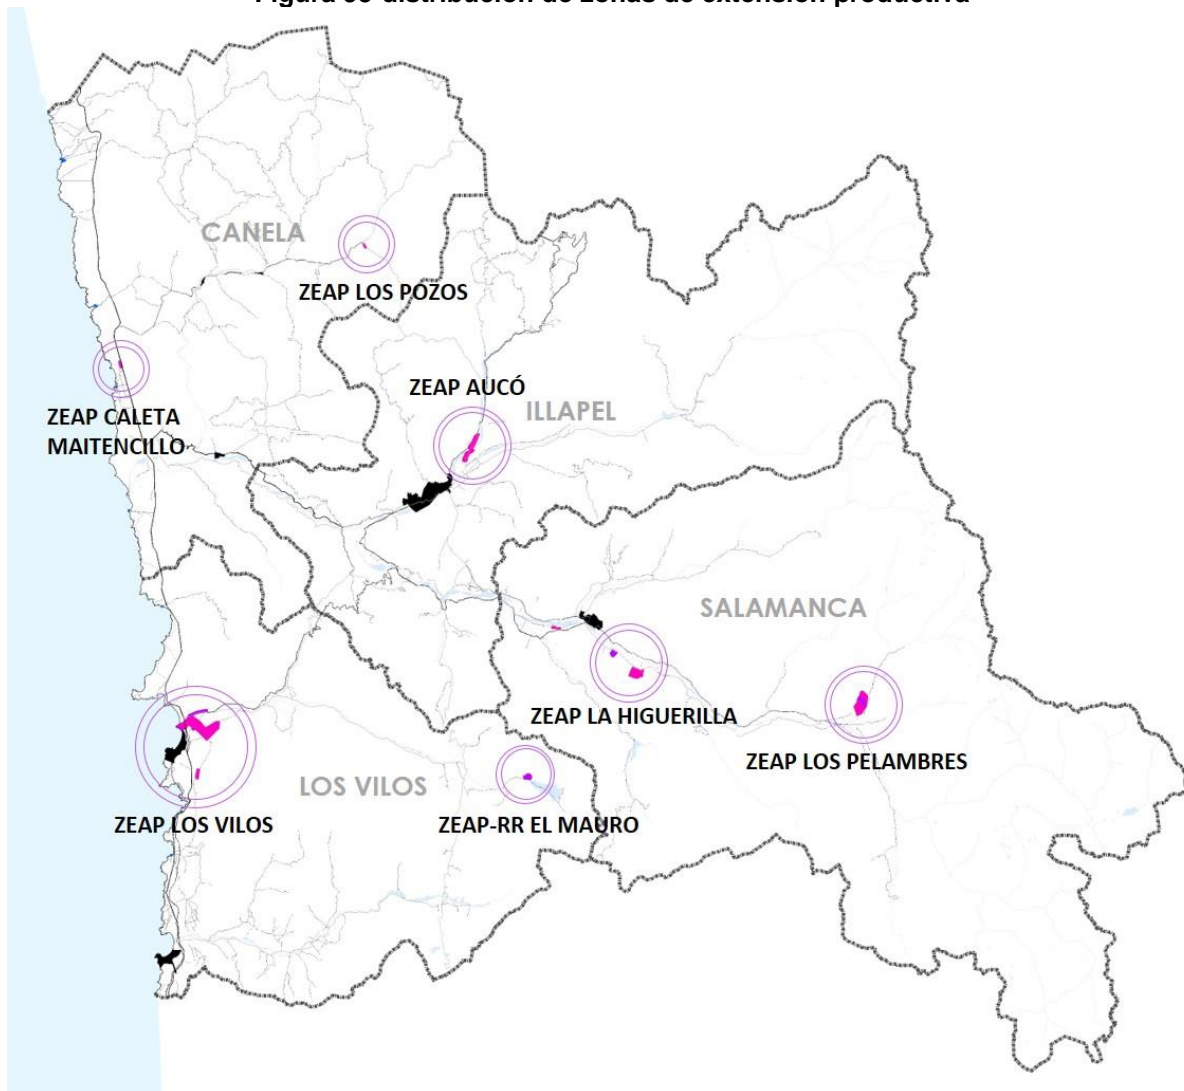 CANELA
ZEAP LOS POZOS
ZEAP CALETA
MAITENCILLO
ZEAP AUCÓ
ILLAPEL
SALAMANCA
ZEAP LA HIGUERILLA
ZEAP LOS PELAMBRES
LOS VILOS
ZEAP LOS VILOS
ZEAP-RR EL MAURO